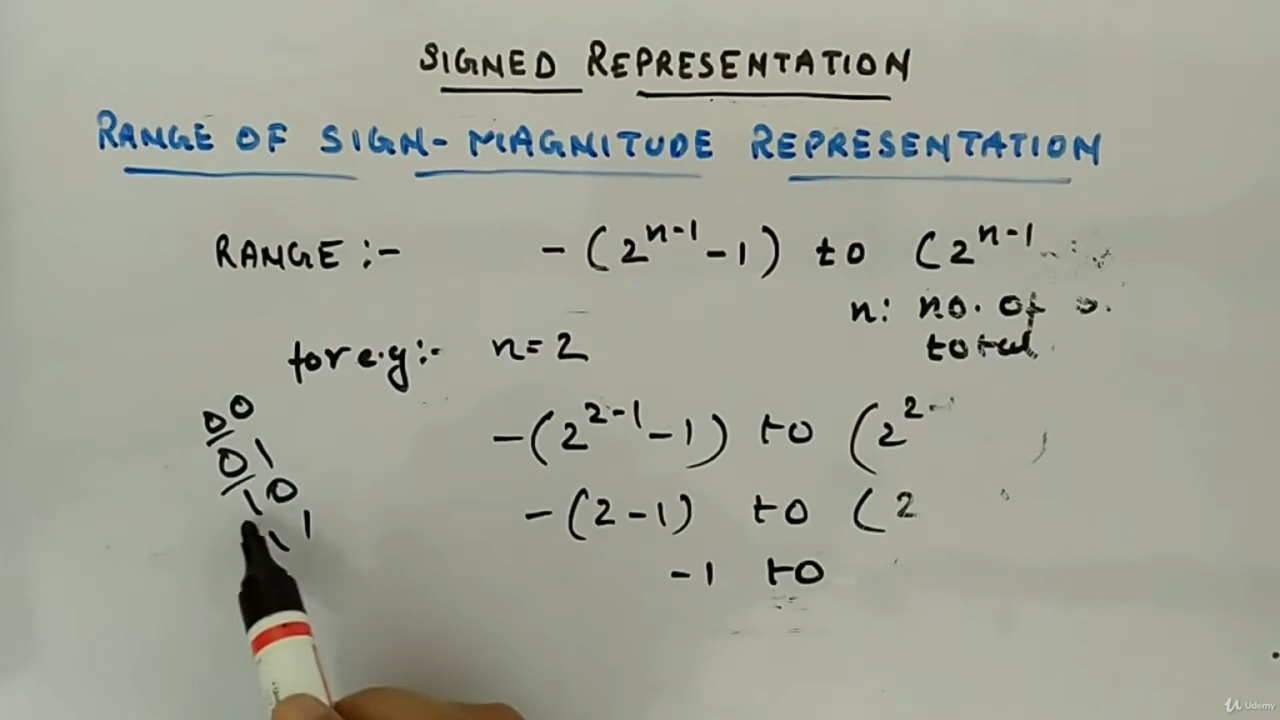 SIGNED REPRESENTATION
RANGE OF SIGN-MAGNITUDE REPRESENTATION
RANGE :- -(2^{n-1} -1) to (2^{n-1}
n: no. of
total
for e.g :- n=2
00
-(2^{2-1} -1) to (2^{2-
01
10
-(2-1) to (2
11
-1 to
Udemy